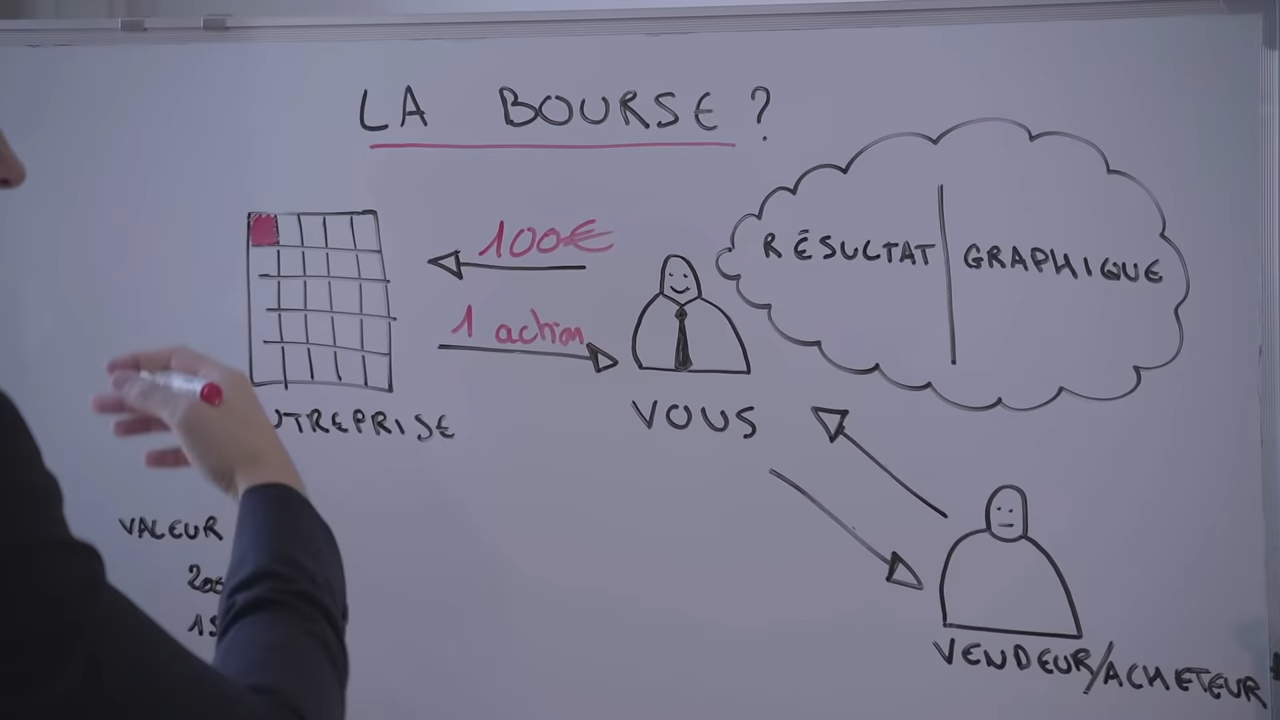 LA BOURSE ?
100€
RÉSULTAT
GRAPHIQUE
1 action
VOUS
VALEUR
VENDEUR/ACHETEUR